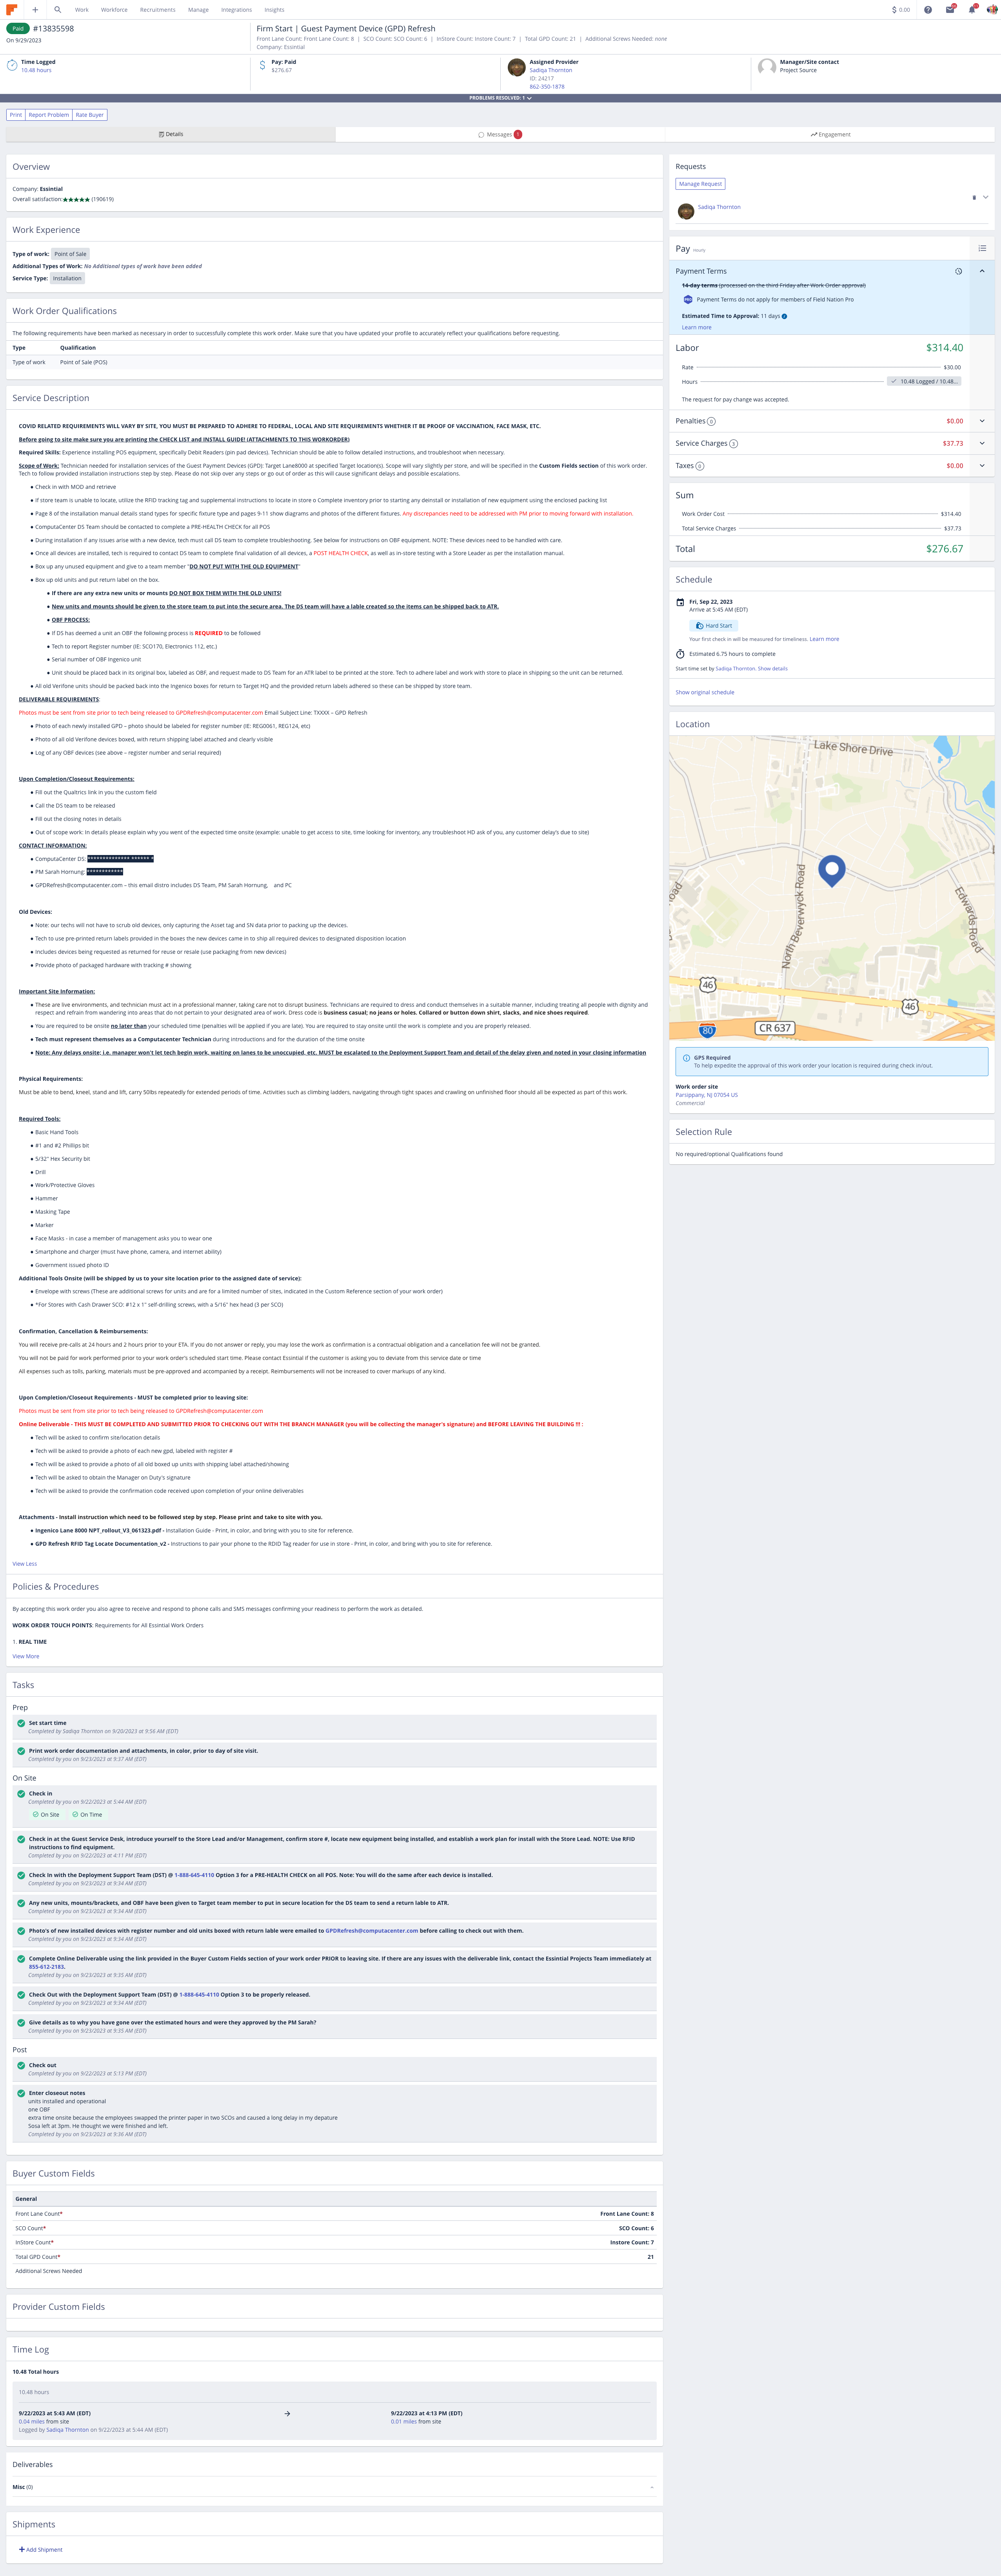 Work Workforce Recruitments Manage Integrations Insights
$ 0.00
Paid #13835598
On 9/29/2023
Firm Start | Guest Payment Device (GPD) Refresh
Front Lane Count: Front Lane Count: 8 | SCO Count: SCO Count: 6 | InStore Count: Instore Count: 7 | Total GPD Count: 21 | Additional Screws Needed: none
Company: Essintial
Time Logged
10.48 hours
Pay: Paid
$276.67
Assigned Provider
Sadiqa Thornton
ID: 24217
862-350-1878
Manager/Site contact
Project Source
PROBLEMS RESOLVED: 1
Print Report Problem Rate Buyer
Details
Messages
Engagement
Overview
Company: Essintial
Overall satisfaction: ★★★★★ (190619)
Work Experience
Type of work: Point of Sale
Additional Types of Work: No Additional types of work have been added
Service Type: Installation
Work Order Qualifications
The following requirements have been marked as necessary in order to successfully complete this work order. Make sure that you have updated your profile to accurately reflect your qualifications before requesting.
Type Qualification
Type of work Point of Sale (POS)
Service Description
COVID RELATED REQUIREMENTS WILL VARY BY SITE, YOU MUST BE PREPARED TO ADHERE TO FEDERAL, LOCAL AND SITE REQUIREMENTS WHETHER IT BE PROOF OF VACCINATION, FACE MASK, ETC.
Before going to site make sure you are printing the CHECK LIST and INSTALL GUIDE! (ATTACHMENTS TO THIS WORKORDER)
Required Skills: Experience installing POS equipment, specifically Debit Readers (pin pad devices). Technician should be able to follow detailed instructions, and troubleshoot when necessary.
Scope of Work: Technician needed for installation services of the Guest Payment Devices (GPD): Target Lane8000 at specified Target location(s). Scope will vary slightly per store, and will be specified in the Custom Fields section of this work order.
Tech to follow provided installation instructions step by step. Please do not skip over any steps or go out of order as this will cause significant delays and possible escalations.
● Check in with MOD and retrieve
● If store team is unable to locate, utilize the RFID tracking tag and supplemental instructions to locate in store o Complete inventory prior to starting any deinstall or installation of new equipment using the enclosed packing list
● Page 8 of the installation manual details stand types for specific fixture type and pages 9-11 show diagrams and photos of the different fixtures. Any discrepancies need to be addressed with PM prior to moving forward with installation.
● ComputaCenter DS Team should be contacted to complete a PRE-HEALTH CHECK for all POS
● During installation if any issues arise with a new device, tech must call DS team to complete troubleshooting. See below for instructions on OBF equipment. NOTE: These devices need to be handled with care.
● Once all devices are installed, tech is required to contact DS team to complete final validation of all devices, a POST HEALTH CHECK, as well as in-store testing with a Store Leader as per the installation manual.
● Box up any unused equipment and give to a team member "DO NOT PUT WITH THE OLD EQUIPMENT"
● Box up old units and put return label on the box.
● If there are any extra new units or mounts DO NOT BOX THEM WITH THE OLD UNITS!
● New units and mounts should be given to the store team to put into the secure area. The DS team will have a lable created so the items can be shipped back to ATR.
● OBF PROCESS:
● If DS has deemed a unit an OBF the following process is REQUIRED to be followed
● Tech to report Register number (IE: SCO170, Electronics 112, etc.)
● Serial number of OBF Ingenico unit
● Unit should be placed back in its original box, labeled as OBF, and request made to DS Team for an ATR label to be printed at the store. Tech to adhere label and work with store to place in shipping so the unit can be returned.
● All old Verifone units should be packed back into the Ingenico boxes for return to Target HQ and the provided return labels adhered so these can be shipped by store team.
DELIVERABLE REQUIREMENTS:
Photos must be sent from site prior to tech being released to GPDRefresh@computacenter.com Email Subject Line: TXXXX – GPD Refresh
● Photo of each newly installed GPD – photo should be labeled for register number (IE: REG0061, REG124, etc)
● Photo of all old Verifone devices boxed, with return shipping label attached and clearly visible
● Log of any OBF devices (see above – register number and serial required)
Upon Completion/Closeout Requirements:
● Fill out the Qualtrics link in you the custom field
● Call the DS team to be released
● Fill out the closing notes in details
● Out of scope work: In details please explain why you went of the expected time onsite (example: unable to get access to site, time looking for inventory, any troubleshoot HD ask of you, any customer delay's due to site)
CONTACT INFORMATION:
● ComputaCenter DS: ************** ****** *
● PM Sarah Hornung: ************
● GPDRefresh@computacenter.com – this email distro includes DS Team, PM Sarah Hornung, and PC
Old Devices:
● Note: our techs will not have to scrub old devices, only capturing the Asset tag and SN data prior to packing up the devices.
● Tech to use pre-printed return labels provided in the boxes the new devices came in to ship all required devices to designated disposition location
● Includes devices being requested as returned for reuse or resale (use packaging from new devices)
● Provide photo of packaged hardware with tracking # showing
Important Site Information:
● These are live environments, and technician must act in a professional manner, taking care not to disrupt business. Technicians are required to dress and conduct themselves in a suitable manner, including treating all people with dignity and
respect and refrain from wandering into areas that do not pertain to your designated area of work. Dress code is business casual; no jeans or holes. Collared or button down shirt, slacks, and nice shoes required.
● You are required to be onsite no later than your scheduled time (penalties will be applied if you are late). You are required to stay onsite until the work is complete and you are properly released.
● Tech must represent themselves as a Computacenter Technician during introductions and for the duration of the time onsite
● Note: Any delays onsite; i.e. manager won't let tech begin work, waiting on lanes to be unoccupied, etc. MUST be escalated to the Deployment Support Team and detail of the delay given and noted in your closing information
Physical Requirements:
Must be able to bend, kneel, stand and lift, carry 50lbs repeatedly for extended periods of time. Activities such as climbing ladders, navigating through tight spaces and crawling on unfinished floor should all be expected as part of this work.
Required Tools:
● Basic Hand Tools
● #1 and #2 Phillips bit
● 5/32" Hex Security bit
● Drill
● Work/Protective Gloves
● Hammer
● Masking Tape
● Marker
● Face Masks - in case a member of management asks you to wear one
● Smartphone and charger (must have phone, camera, and internet ability)
● Government issued photo ID
Additional Tools Onsite (will be shipped by us to your site location prior to the assigned date of service):
● Envelope with screws (These are additional screws for units and are for a limited number of sites, indicated in the Custom Reference section of your work order)
● *For Stores with Cash Drawer SCO: #12 x 1" self-drilling screws, with a 5/16" hex head (3 per SCO)
Confirmation, Cancellation & Reimbursements:
You will receive pre-calls at 24 hours and 2 hours prior to your ETA. If you do not answer or reply, you may lose the work as confirmation is a contractual obligation and a cancellation fee will not be granted.
You will not be paid for work performed prior to your work order's scheduled start time. Please contact Essintial if the customer is asking you to deviate from this service date or time
All expenses such as tolls, parking, materials must be pre-approved and accompanied by a receipt. Reimbursements will not be increased to cover markups of any kind.
Upon Completion/Closeout Requirements - MUST be completed prior to leaving site:
Photos must be sent from site prior to tech being released to GPDRefresh@computacenter.com
Online Deliverable - THIS MUST BE COMPLETED AND SUBMITTED PRIOR TO CHECKING OUT WITH THE BRANCH MANAGER (you will be collecting the manager's signature) and BEFORE LEAVING THE BUILDING !!! :
● Tech will be asked to confirm site/location details
● Tech will be asked to provide a photo of each new gpd, labeled with register #
● Tech will be asked to provide a photo of all old boxed up units with shipping label attached/showing
● Tech will be asked to obtain the Manager on Duty's signature
● Tech will be asked to provide the confirmation code received upon completion of your online deliverables
Attachments - Install instruction which need to be followed step by step. Please print and take to site with you.
● Ingenico Lane 8000 NPT_rollout_V3_061323.pdf - Installation Guide - Print, in color, and bring with you to site for reference.
● GPD Refresh RFID Tag Locate Documentation_v2 - Instructions to pair your phone to the RDID Tag reader for use in store - Print, in color, and bring with you to site for reference.
View Less
Policies & Procedures
By accepting this work order you also agree to receive and respond to phone calls and SMS messages confirming your readiness to perform the work as detailed.
WORK ORDER TOUCH POINTS: Requirements for All Essintial Work Orders
1. REAL TIME
View More
Tasks
Prep
Set start time
Completed by Sadiqa Thornton on 9/20/2023 at 9:56 AM (EDT)
Print work order documentation and attachments, in color, prior to day of site visit.
Completed by you on 9/23/2023 at 9:37 AM (EDT)
On Site
Check in
Completed by you on 9/22/2023 at 5:44 AM (EDT)
On Site On Time
Check in at the Guest Service Desk, introduce yourself to the Store Lead and/or Management, confirm store #, locate new equipment being installed, and establish a work plan for install with the Store Lead. NOTE: Use RFID
instructions to find equipment.
Completed by you on 9/22/2023 at 4:11 PM (EDT)
Check In with the Deployment Support Team (DST) @ 1-888-645-4110 Option 3 for a PRE-HEALTH CHECK on all POS. Note: You will do the same after each device is installed.
Completed by you on 9/23/2023 at 9:34 AM (EDT)
Any new units, mounts/brackets, and OBF have been given to Target team member to put in secure location for the DS team to send a return lable to ATR.
Completed by you on 9/23/2023 at 9:34 AM (EDT)
Photo's of new installed devices with register number and old units boxed with return lable were emailed to GPDRefresh@computacenter.com before calling to check out with them.
Completed by you on 9/23/2023 at 9:34 AM (EDT)
Complete Online Deliverable using the link provided in the Buyer Custom Fields section of your work order PRIOR to leaving site. If there are any issues with the deliverable link, contact the Essintial Projects Team immediately at
855-612-2183.
Completed by you on 9/23/2023 at 9:35 AM (EDT)
Check Out with the Deployment Support Team (DST) @ 1-888-645-4110 Option 3 to be properly released.
Completed by you on 9/23/2023 at 9:34 AM (EDT)
Give details as to why you have gone over the estimated hours and were they approved by the PM Sarah?
Completed by you on 9/23/2023 at 9:35 AM (EDT)
Post
Check out
Completed by you on 9/22/2023 at 5:13 PM (EDT)
Enter closeout notes
units installed and operational
one OBF
extra time onsite because the employees swapped the printer paper in two SCOs and caused a long delay in my depature
Sosa left at 3pm. He thought we were finished and left.
Completed by you on 9/23/2023 at 9:36 AM (EDT)
Buyer Custom Fields
General
Front Lane Count* Front Lane Count: 8
SCO Count* SCO Count: 6
InStore Count* Instore Count: 7
Total GPD Count* 21
Additional Screws Needed
Provider Custom Fields
Time Log
10.48 Total hours
10.48 hours
9/22/2023 at 5:43 AM (EDT) → 9/22/2023 at 4:13 PM (EDT)
0.04 miles from site 0.01 miles from site
Logged by Sadiqa Thornton on 9/22/2023 at 5:44 AM (EDT)
Deliverables
Misc (0)
Shipments
+ Add Shipment
Requests
Manage Request
Sadiqa Thornton
Pay Hourly
Payment Terms
14-day terms (processed on the third Friday after Work Order approval)
PRO Payment Terms do not apply for members of Field Nation Pro
Estimated Time to Approval: 11 days
Learn more
Labor $314.40
Rate $30.00
Hours 10.48 Logged / 10.48...
The request for pay change was accepted.
Penalties 0 $0.00
Service Charges 3 $37.73
Taxes 0 $0.00
Sum
Work Order Cost $314.40
Total Service Charges $37.73
Total $276.67
Schedule
Fri, Sep 22, 2023
Arrive at 5:45 AM (EDT)
Hard Start
Your first check in will be measured for timeliness. Learn more
Estimated 6.75 hours to complete
Start time set by Sadiqa Thornton. Show details
Show original schedule
Location
Lake Shore Drive
North Beverwyck Road
Edwards Road
oad
46
46
80
CR 637
GPS Required
To help expedite the approval of this work order your location is required during check in/out.
Work order site
Parsippany, NJ 07054 US
Commercial
Selection Rule
No required/optional Qualifications found